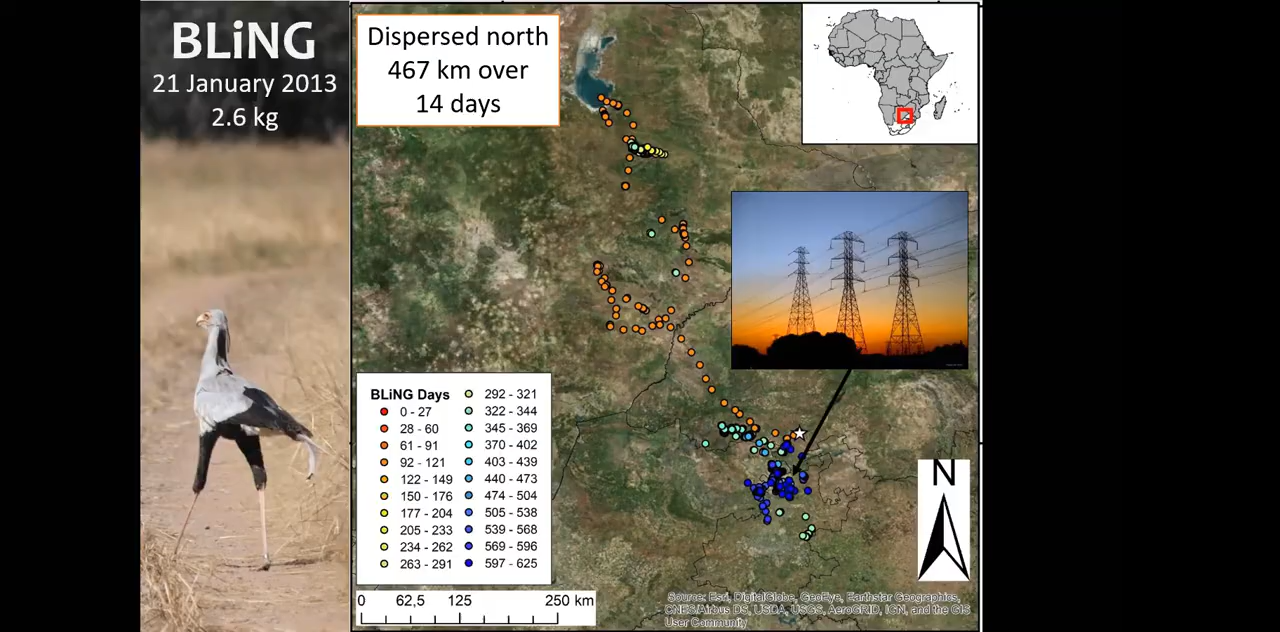 BLiNG
21 January 2013
2.6 kg
Dispersed north
467 km over
14 days
BLiNG Days
0 - 27
28 - 60
61 - 91
92 - 121
122 - 149
150 - 176
177 - 204
205 - 233
234 - 262
263 - 291
292 - 321
322 - 344
345 - 369
370 - 402
403 - 439
440 - 473
474 - 504
505 - 538
539 - 568
569 - 596
597 - 625
0 62,5 125 250 km
N
Source: Esri, DigitalGlobe, GeoEye, Earthstar Geographics,
CNES/Airbus DS, USDA, USGS, AeroGRID, IGN, and the GIS
User Community